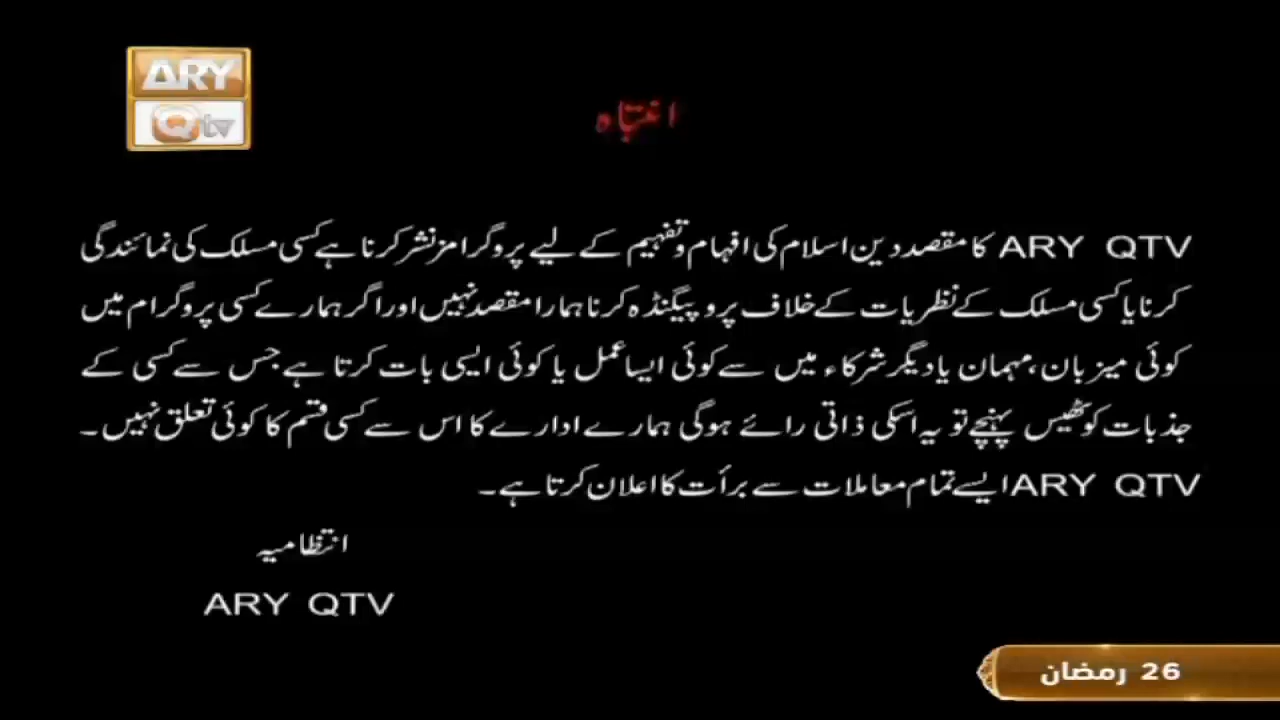 ARY
Qtv
انتباہ
ARY QTV کا مقصد دین اسلام کی افہام و تفہیم کے لیے پروگرامز نشر کرنا ہے کسی مسلک کی نمائندگی
کرنا یا کسی مسلک کے نظریات کے خلاف پروپیگنڈہ کرنا ہمارا مقصد نہیں اور اگر ہمارے کسی پروگرام میں
کوئی میزبان، مہمان یا دیگر شرکاء میں سے کوئی ایسا عمل یا کوئی ایسی بات کرتا ہے جس سے کسی کے
جذبات کو ٹھیس پہنچے تو یہ اسکی ذاتی رائے ہوگی ہمارے ادارے کا اس سے کسی قسم کا کوئی تعلق نہیں۔
ARY QTV ایسے تمام معاملات سے برأت کا اعلان کرتا ہے۔
انتظامیہ
ARY QTV
26 رمضان